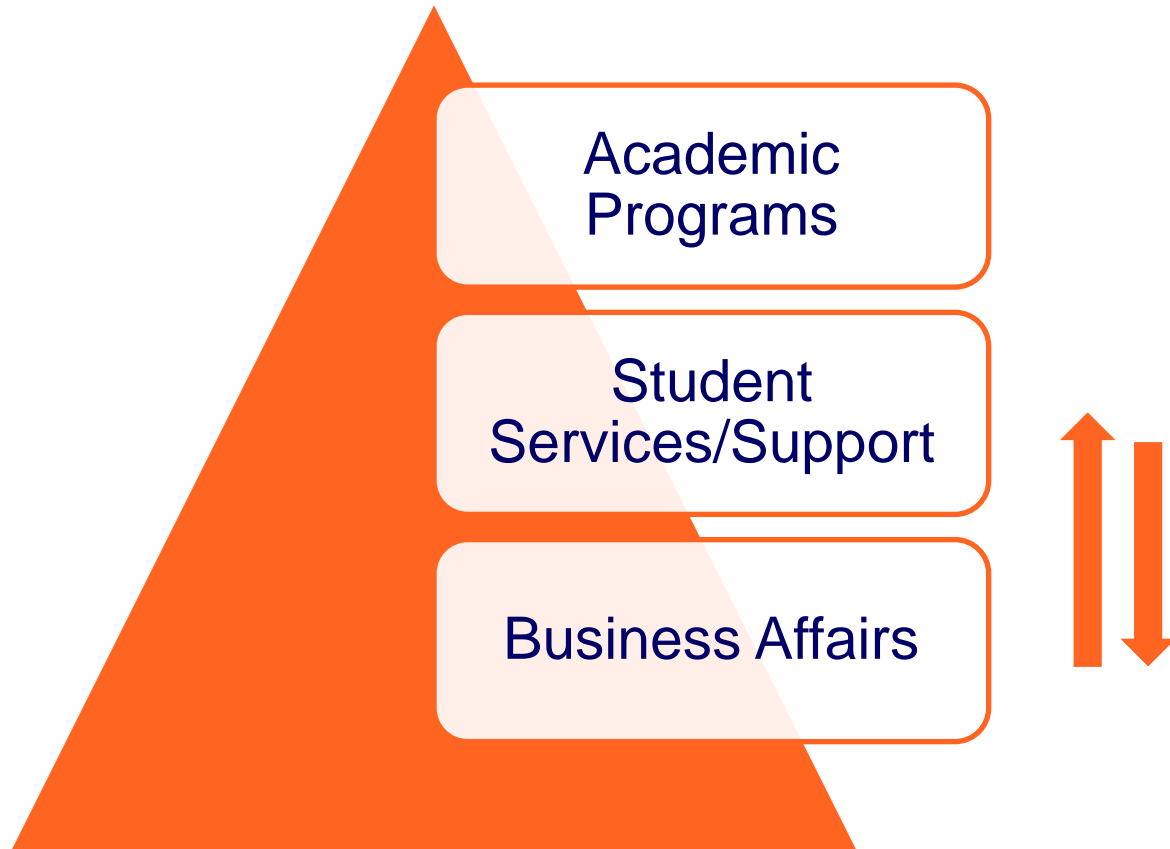 Academic
Programs
Student
Services/Support
Business Affairs